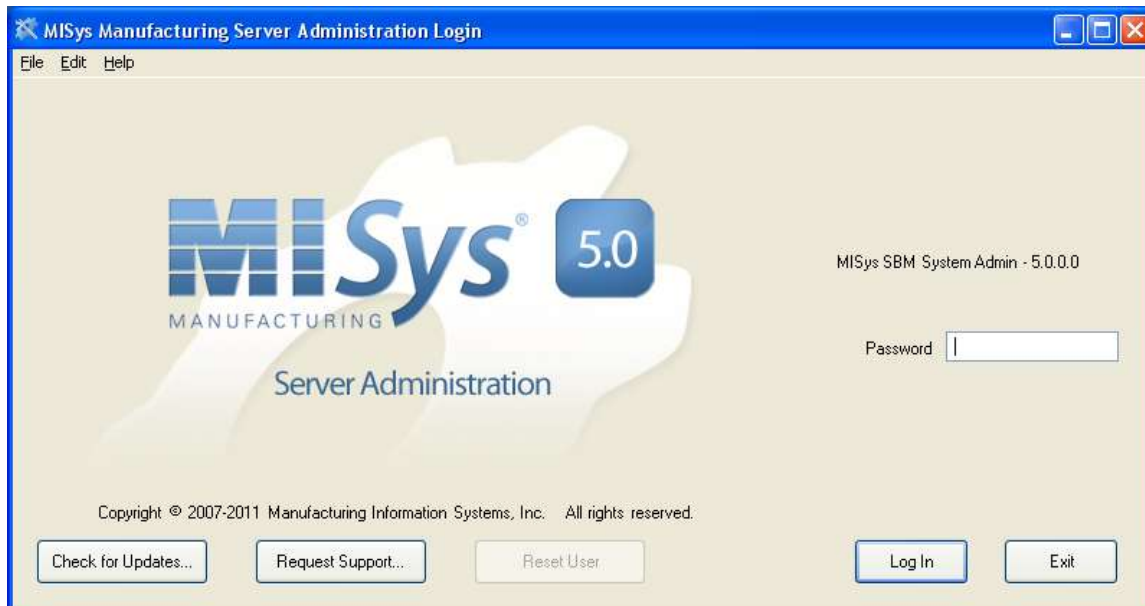 MISys Manufacturing Server Administration Login
File Edit Help
MISys® 5.0
MANUFACTURING
Server Administration
MISys SBM System Admin - 5.0.0.0
Password
Copyright © 2007-2011 Manufacturing Information Systems, Inc. All rights reserved.
Check for Updates... Request Support... Reset User Log In Exit